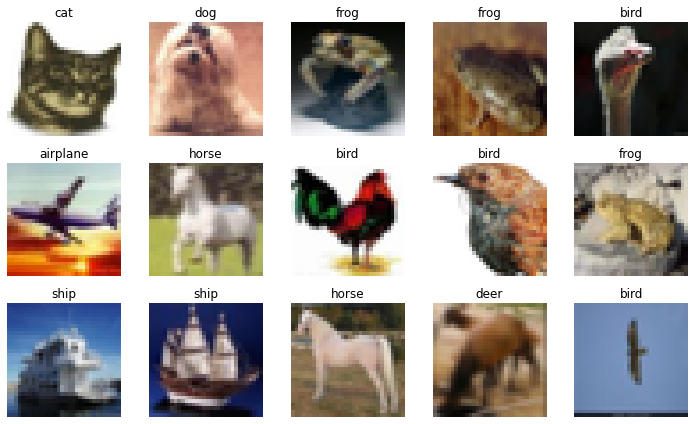 cat dog frog frog bird
airplane horse bird bird frog
ship ship horse deer bird